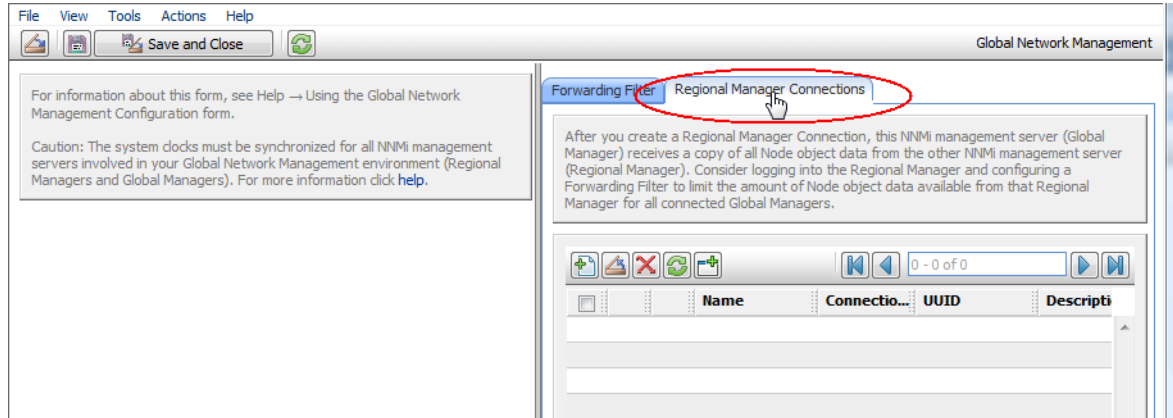 File View Tools Actions Help
Save and Close
Global Network Management
For information about this form, see Help → Using the Global Network
Management Configuration form.
Caution: The system clocks must be synchronized for all NNMi management
servers involved in your Global Network Management environment (Regional
Managers and Global Managers). For more information click help.
Forwarding Filter
Regional Manager Connections
After you create a Regional Manager Connection, this NNMi management server (Global
Manager) receives a copy of all Node object data from the other NNMi management server
(Regional Manager). Consider logging into the Regional Manager and configuring a
Forwarding Filter to limit the amount of Node object data available from that Regional
Manager for all connected Global Managers.
0 - 0 of 0
Name Connectio... UUID Descripti